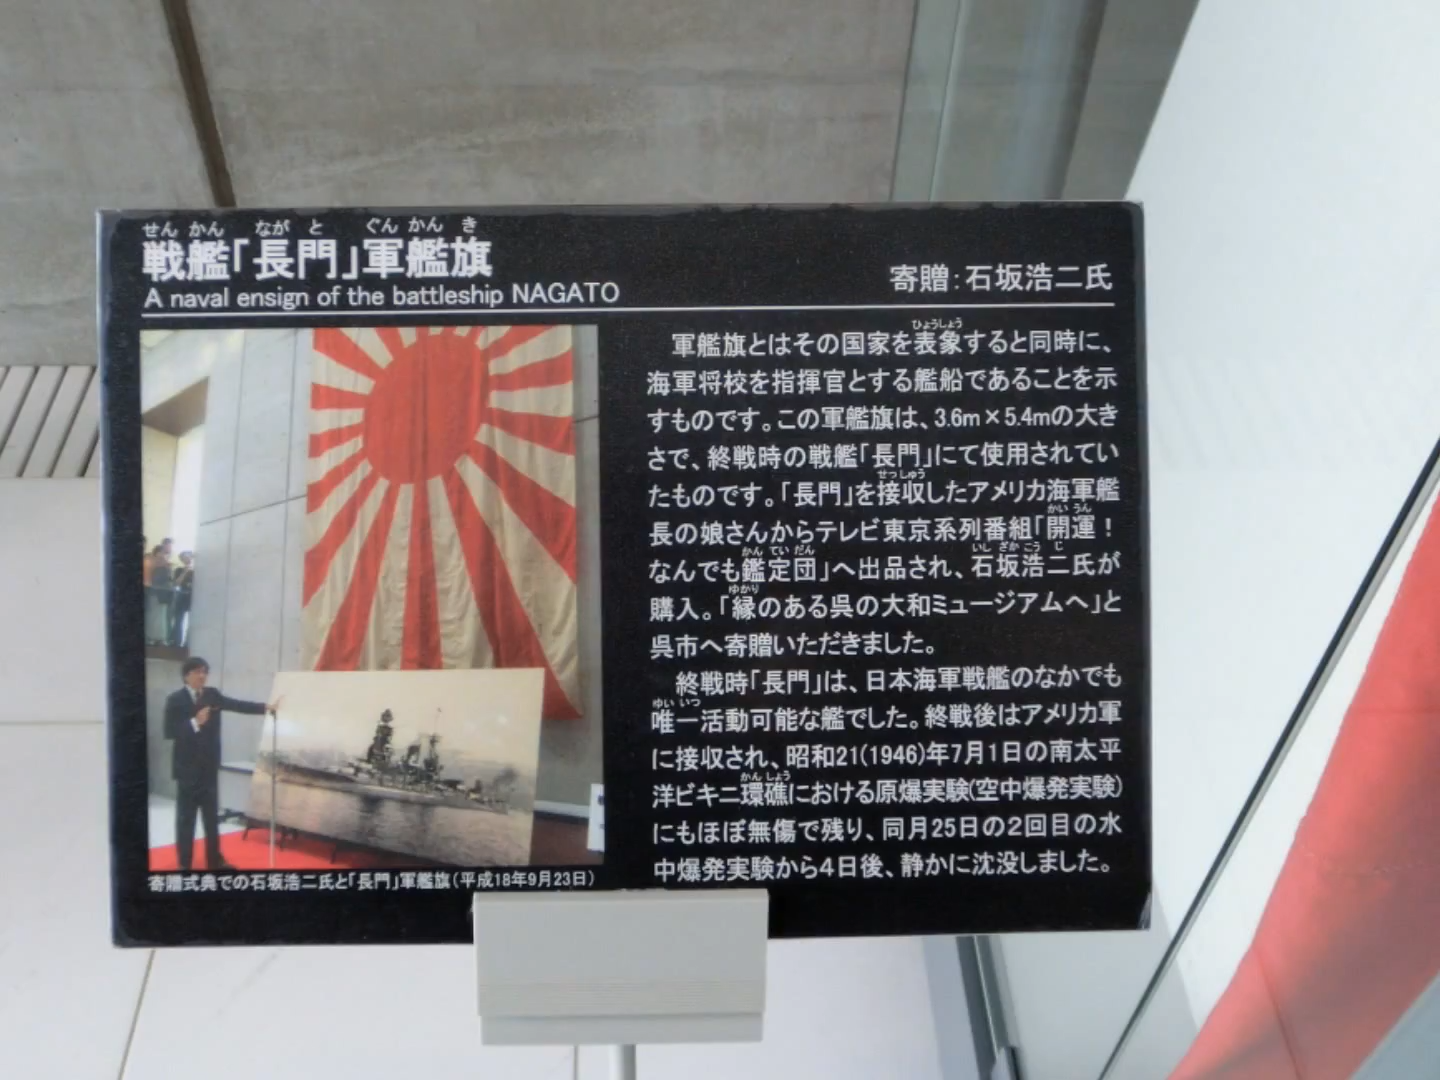 せんかん ながと ぐんかんき
戦艦「長門」軍艦旗
A naval ensign of the battleship NAGATO
寄贈：石坂浩二氏
ひょうしょう
軍艦旗とはその国家を表象すると同時に、
海軍将校を指揮官とする艦船であることを示
すものです。この軍艦旗は、3.6m×5.4mの大き
さで、終戦時の戦艦「長門」にて使用されてい
せっしゅう
たものです。「長門」を接収したアメリカ海軍艦
かいうん
長の娘さんからテレビ東京系列番組「開運！
かんていだん いしざかこうじ
なんでも鑑定団」へ出品され、石坂浩二氏が
ゆかり
購入。「縁のある呉の大和ミュージアムへ」と
呉市へ寄贈いただきました。
終戦時「長門」は、日本海軍戦艦のなかでも
ゆいいつ
唯一活動可能な艦でした。終戦後はアメリカ軍
に接収され、昭和21(1946)年7月1日の南太平
かんしょう
洋ビキニ環礁における原爆実験(空中爆発実験)
にもほぼ無傷で残り、同月25日の2回目の水
中爆発実験から4日後、静かに沈没しました。
寄贈式典での石坂浩二氏と「長門」軍艦旗（平成18年9月23日）